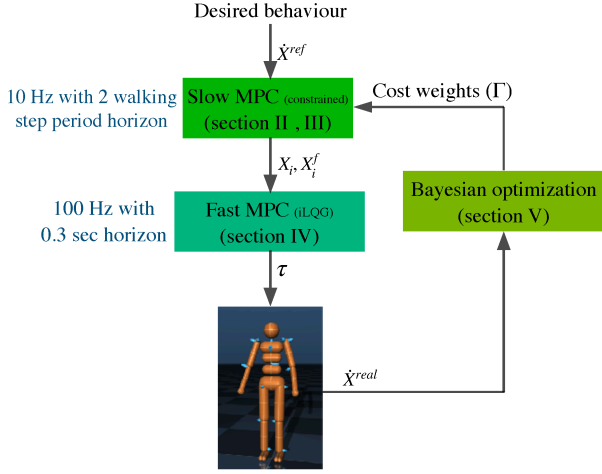 Desired behaviour
Ẋ^ref
10 Hz with 2 walking
step period horizon
Slow MPC (constrained)
(section II , III)
Cost weights (Γ)
X_i, X_i^f
100 Hz with
0.3 sec horizon
Fast MPC (iLQG)
(section IV)
Bayesian optimization
(section V)
τ
Ẋ^real